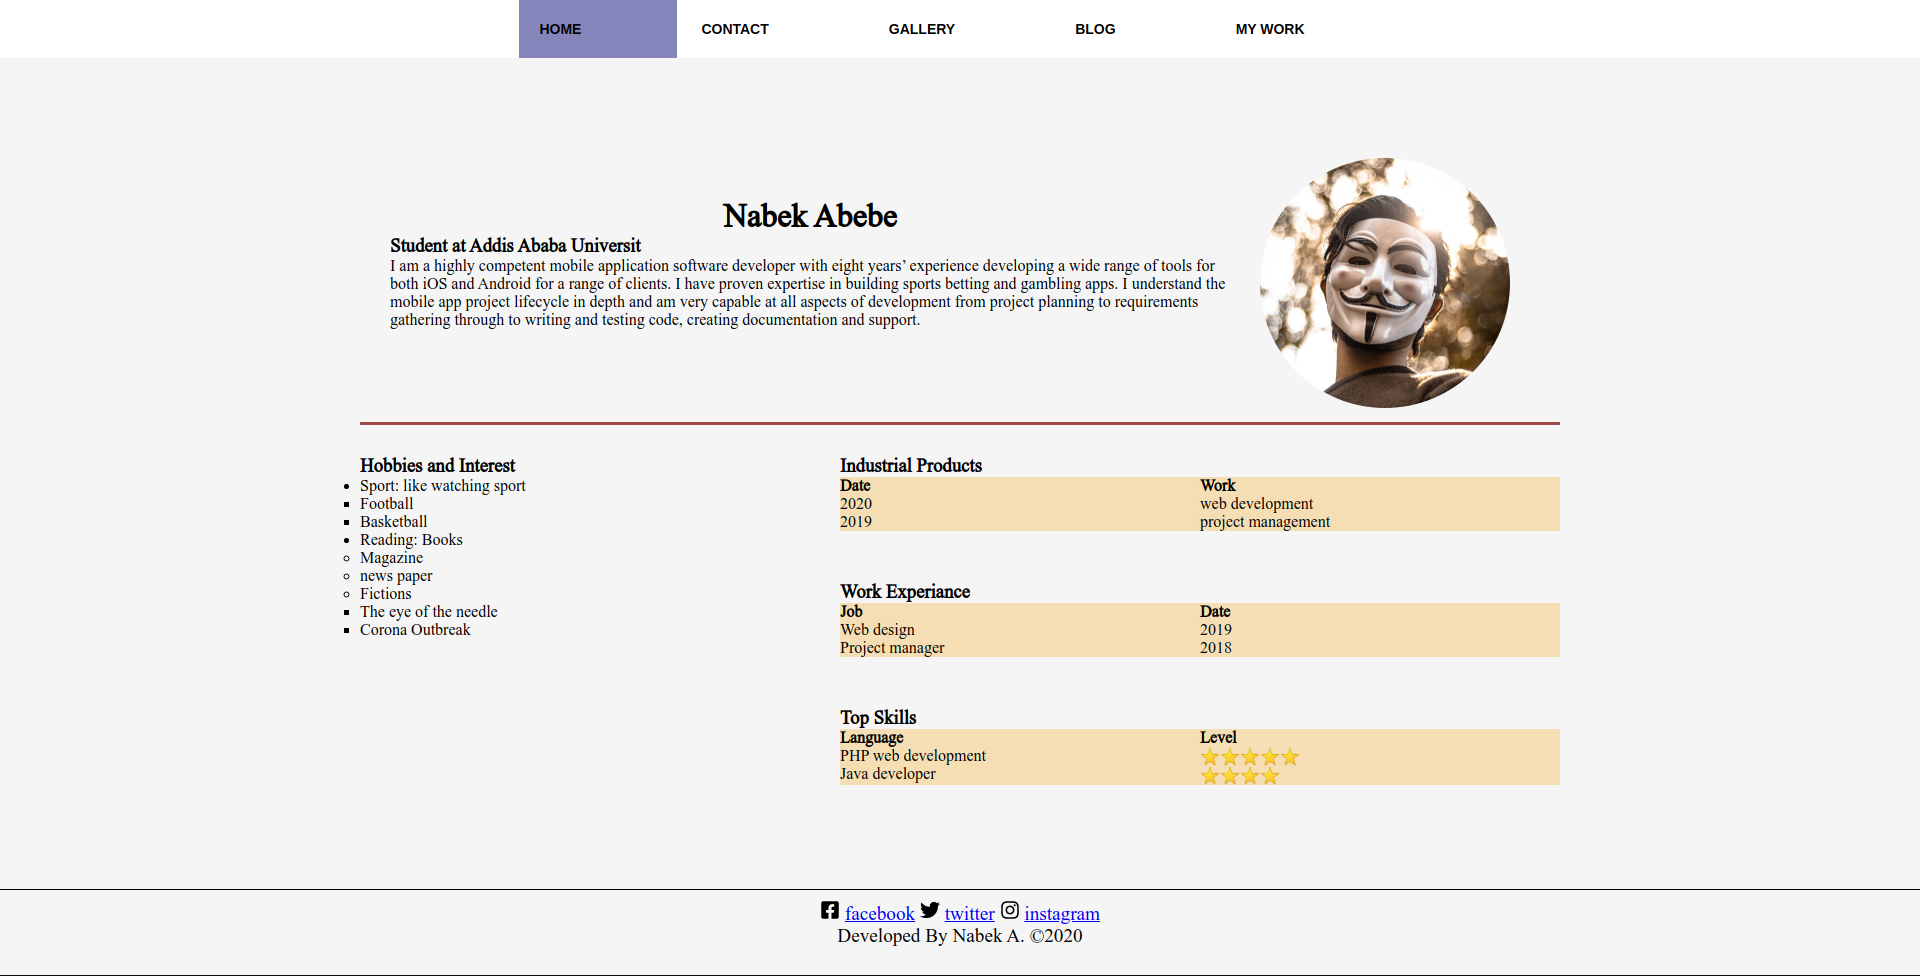 HOME CONTACT GALLERY BLOG MY WORK
Nabek Abebe
Student at Addis Ababa Universit
I am a highly competent mobile application software developer with eight years’ experience developing a wide range of tools for
both iOS and Android for a range of clients. I have proven expertise in building sports betting and gambling apps. I understand the
mobile app project lifecycle in depth and am very capable at all aspects of development from project planning to requirements
gathering through to writing and testing code, creating documentation and support.
Hobbies and Interest
Sport: like watching sport
Football
Basketball
Reading: Books
Magazine
news paper
Fictions
The eye of the needle
Corona Outbreak
Industrial Products
Date Work
2020 web development
2019 project management
Work Experiance
Job Date
Web design 2019
Project manager 2018
Top Skills
Language Level
PHP web development
Java developer
facebook twitter instagram
Developed By Nabek A. ©2020